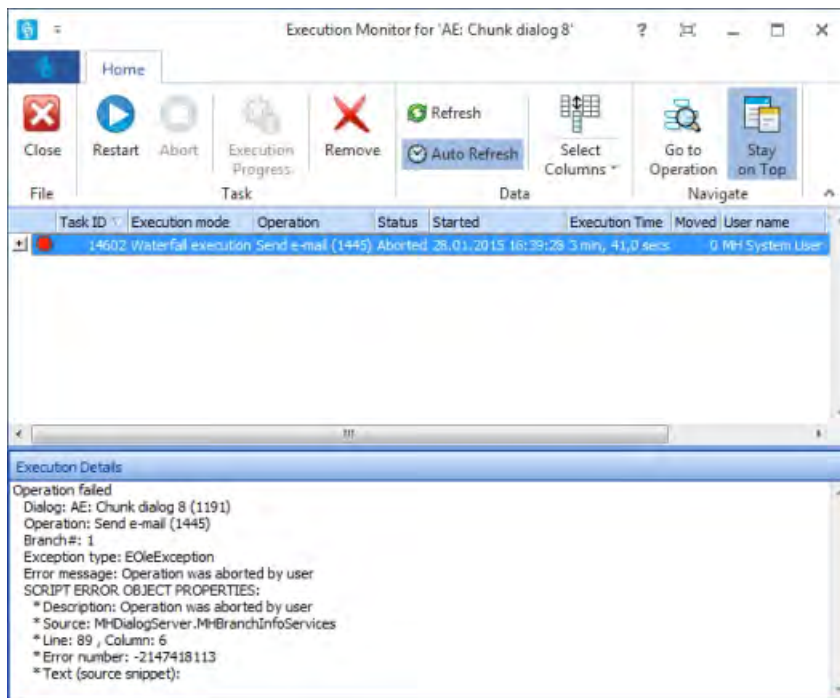 Execution Monitor for 'AE: Chunk dialog 8'
Home
Close
Restart
Abort
Execution Progress
Remove
Refresh
Auto Refresh
Select Columns
Go to Operation
Stay on Top
File
Task
Data
Navigate
Task ID Execution mode Operation Status Started Execution Time Moved User name
14602 Waterfall execution Send e-mail (1445) Aborted 28.01.2015 16:39:28 3 min, 41,0 secs 0 MH System User
Execution Details
Operation failed
Dialog: AE: Chunk dialog 8 (1191)
Operation: Send e-mail (1445)
Branch#: 1
Exception type: EOleException
Error message: Operation was aborted by user
SCRIPT ERROR OBJECT PROPERTIES:
* Description: Operation was aborted by user
* Source: MHDialogServer.MHBranchInfoServices
* Line: 89 , Column: 6
* Error number: -2147418113
* Text (source snippet):